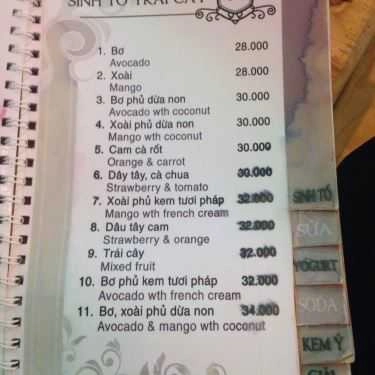 SINH TỐ TRÁI CÂY
1. Bơ 28.000
Avocado
2. Xoài 28.000
Mango
3. Bơ phủ dừa non 30.000
Avocado wth coconut
4. Xoài phủ dừa non 30.000
Mango wth coconut
5. Cam cà rốt 30.000
Orange & carrot
6. Dây tây, cà chua 30.000
Strawberry & tomato
7. Xoài phủ kem tươi pháp 32.000
Mango wth french cream
8. Dâu tây cam 32.000
Strawberry & orange
9. Trái cây 32.000
Mixed fruit
10. Bơ phủ kem tươi pháp 32.000
Avocado wth french cream
11. Bơ, xoài phủ dừa non 34.000
Avocado & mango wth coconut
SINH TỐ
SỮA
YOGURT
SODA
KEM Ý